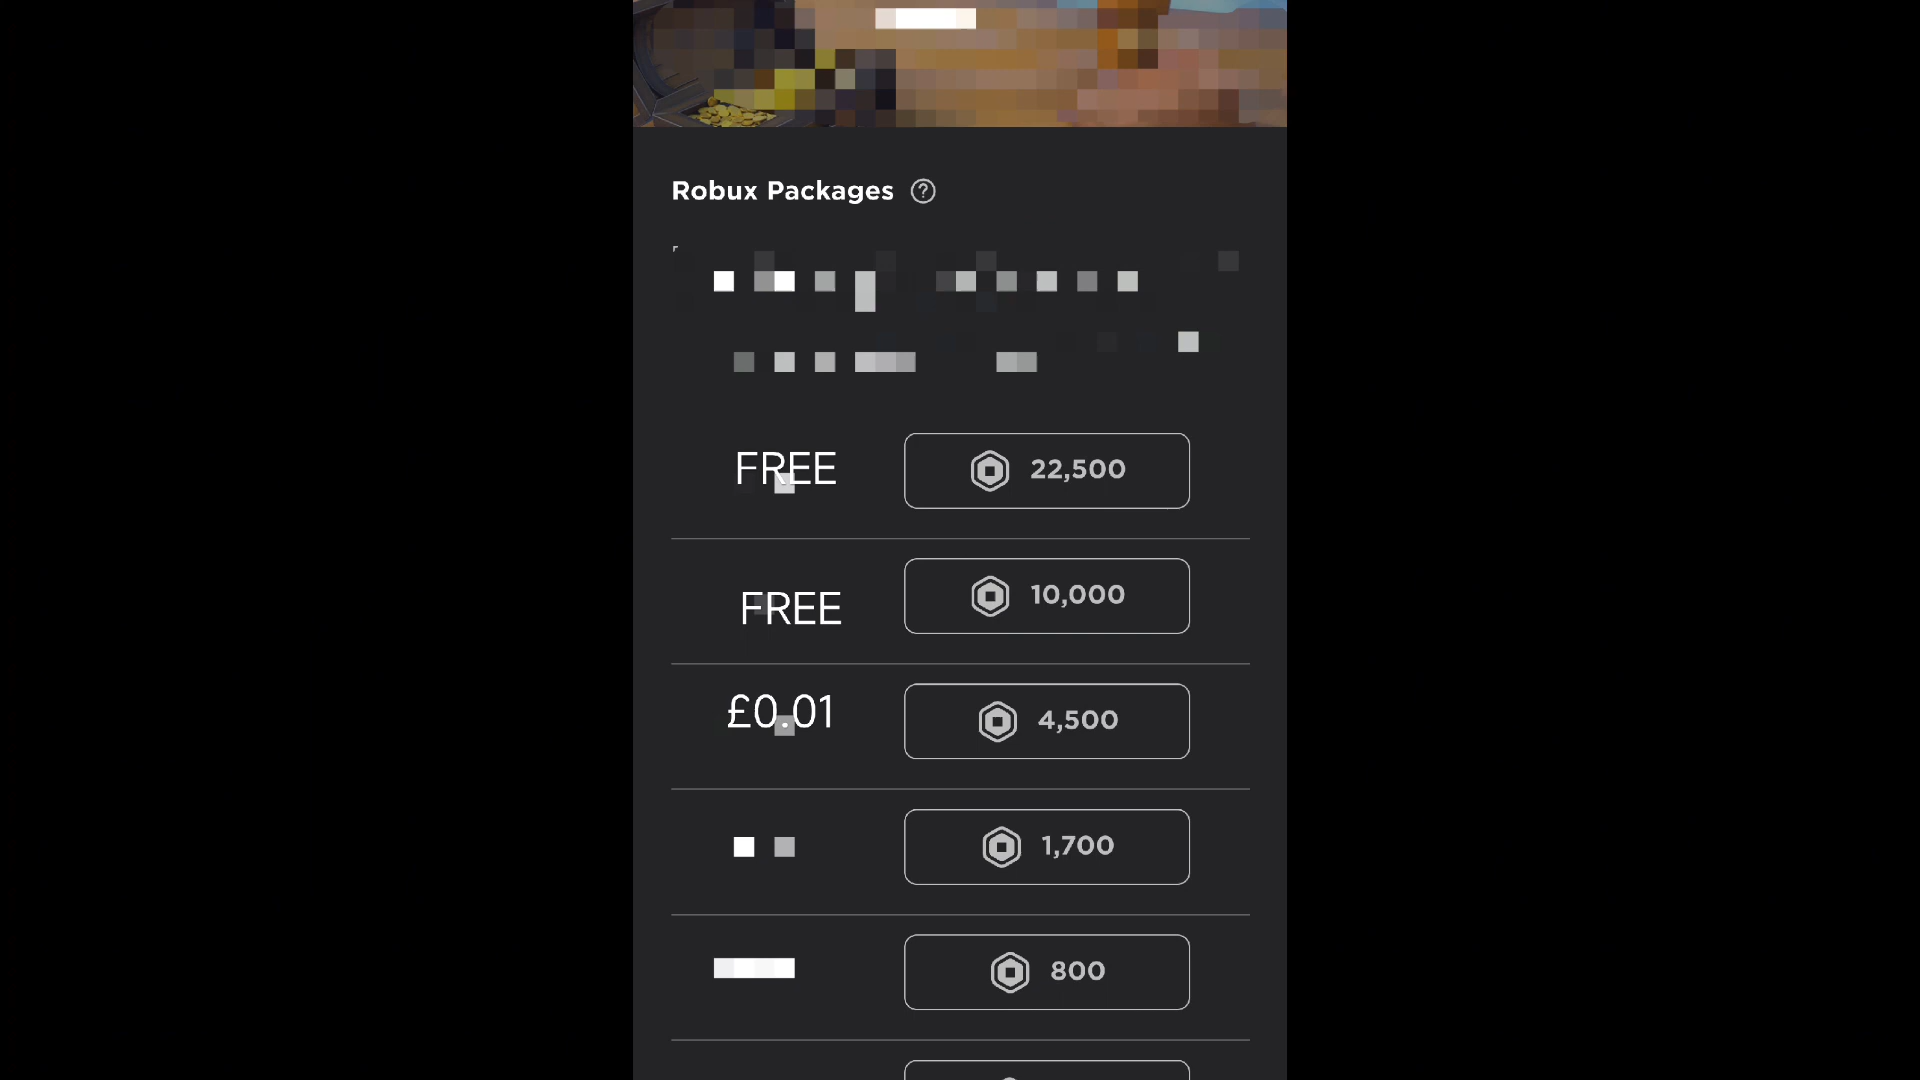 Robux Packages ?
FREE 22,500
FREE 10,000
£0.01 4,500
1,700
800